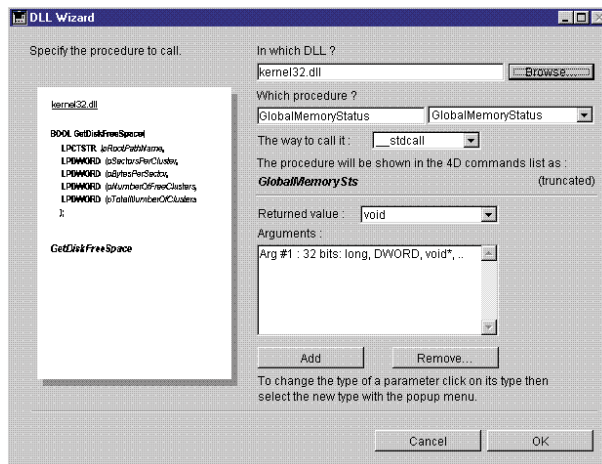 DLL Wizard
Specify the procedure to call.
kernel32.dll
BOOL GetDiskFreeSpace(
LPCTSTR lpRootPathName,
LPDWORD lpSectorsPerCluster,
LPDWORD lpBytesPerSector,
LPDWORD lpNumberOfFreeClusters,
LPDWORD lpTotalNumberOfClusters
);
GetDiskFreeSpace
In which DLL ?
kernel32.dll
Browse...
Which procedure ?
GlobalMemoryStatus
GlobalMemoryStatus
The way to call it :
__stdcall
The procedure will be shown in the 4D commands list as :
GlobalMemorySts
(truncated)
Returned value :
void
Arguments :
Arg #1 : 32 bits: long, DWORD, void*, ..
Add
Remove...
To change the type of a parameter click on its type then
select the new type with the popup menu.
Cancel
OK